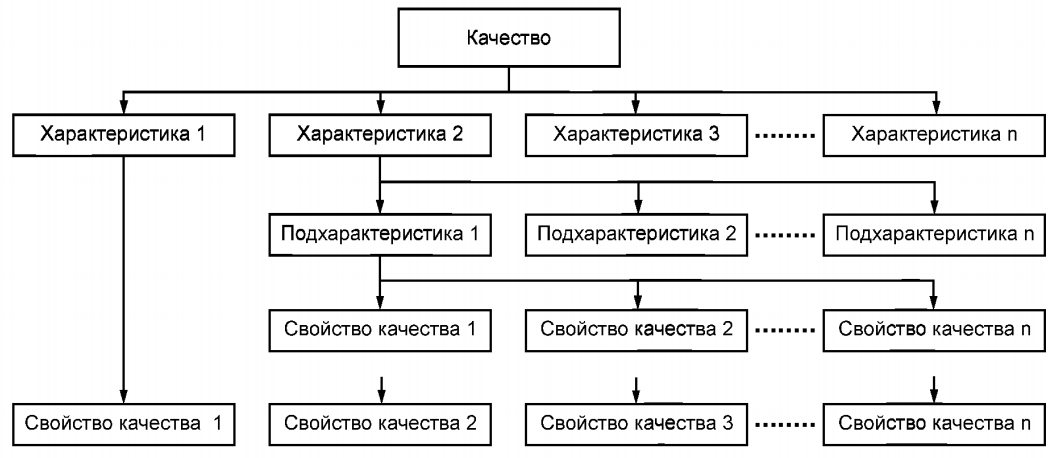 Качество
Характеристика 1
Характеристика 2
Характеристика 3
Характеристика n
Подхарактеристика 1
Подхарактеристика 2
Подхарактеристика n
Свойство качества 1
Свойство качества 2
Свойство качества n
Свойство качества 1
Свойство качества 2
Свойство качества 3
Свойство качества n